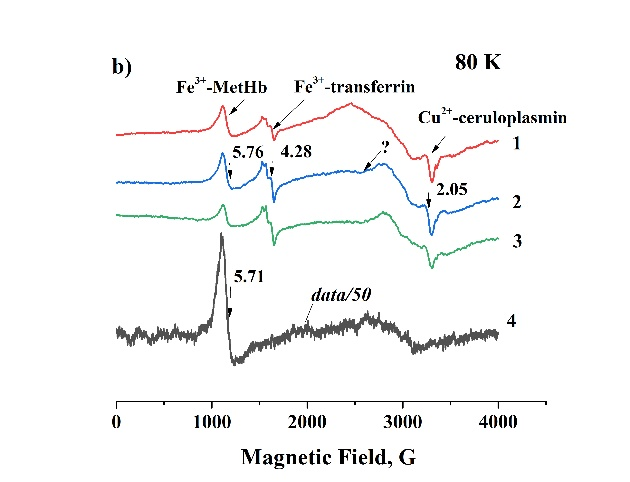 b)
80 K
Fe3+-MetHb
Fe3+-transferrin
Cu2+-ceruloplasmin
1
5.76
4.28
?
2.05
2
3
5.71
data/50
4
0
1000
2000
3000
4000
Magnetic Field, G